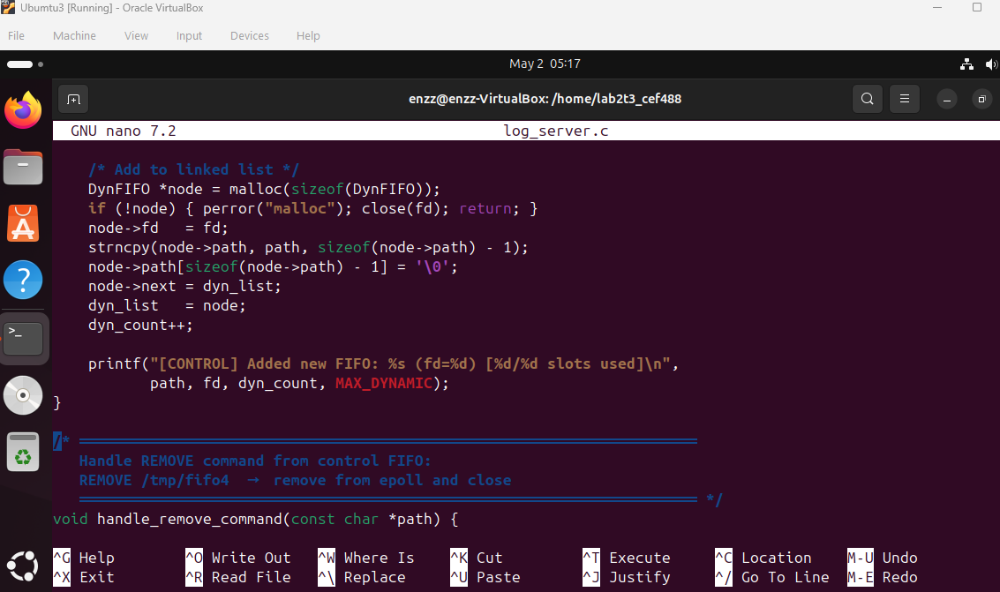 Ubumtu3 [Running] - Oracle VirtualBox
File Machine View Input Devices Help
May 2 05:17
enzz@enzz-VirtualBox: /home/lab2t3_cef488
GNU nano 7.2 log_server.c
/* Add to linked list */
DynFIFO *node = malloc(sizeof(DynFIFO));
if (!node) { perror("malloc"); close(fd); return; }
node->fd   = fd;
strncpy(node->path, path, sizeof(node->path) - 1);
node->path[sizeof(node->path) - 1] = '\0';
node->next = dyn_list;
dyn_list   = node;
dyn_count++;
printf("[CONTROL] Added new FIFO: %s (fd=%d) [%d/%d slots used]\n",
path, fd, dyn_count, MAX_DYNAMIC);
}
/* ══════════════════════════════════════════════════════════════════════
Handle REMOVE command from control FIFO:
REMOVE /tmp/fifo4  →  remove from epoll and close
══════════════════════════════════════════════════════════════════════ */
void handle_remove_command(const char *path) {
^G Help ^O Write Out ^W Where Is ^K Cut ^T Execute ^C Location M-U Undo
^X Exit ^R Read File ^\ Replace ^U Paste ^J Justify ^/ Go To Line M-E Redo